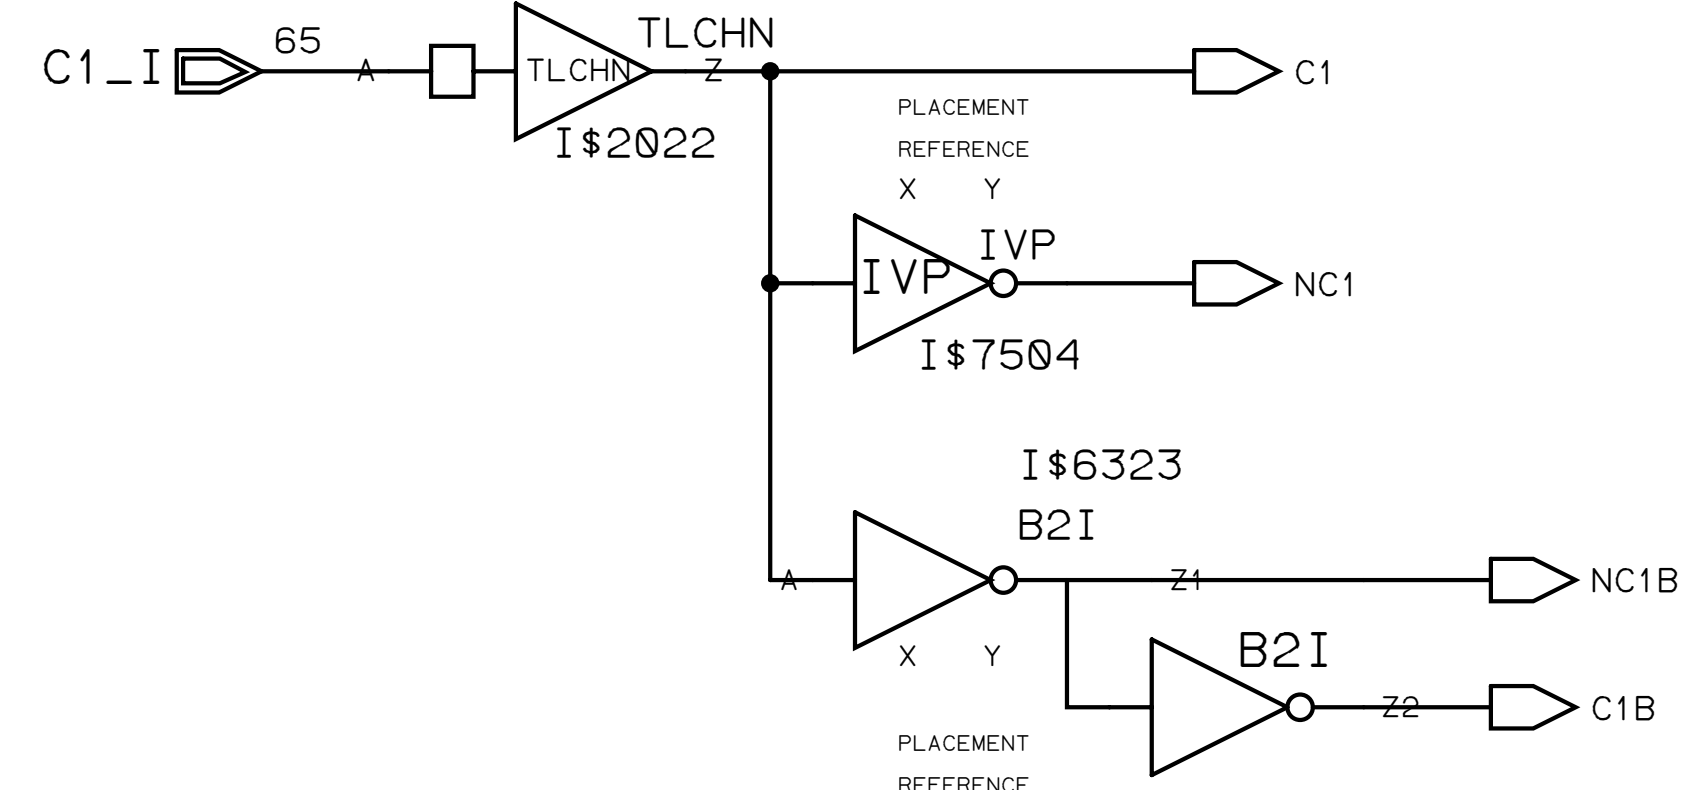 C1_I
65
A
TLCHN
TLCHN
Z
I$2022
C1
PLACEMENT
REFERENCE
X Y
IVP
IVP
I$7504
NC1
I$6323
B2I
A
Z1
NC1B
X Y
B2I
Z2
C1B
PLACEMENT
REFERENCE